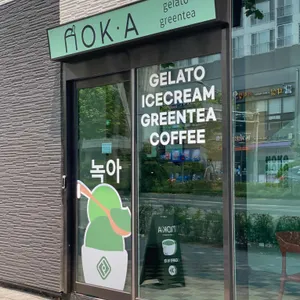 NOK·A
gelato
greentea
GELATO
ICECREAM
GREENTEA
COFFEE
녹아